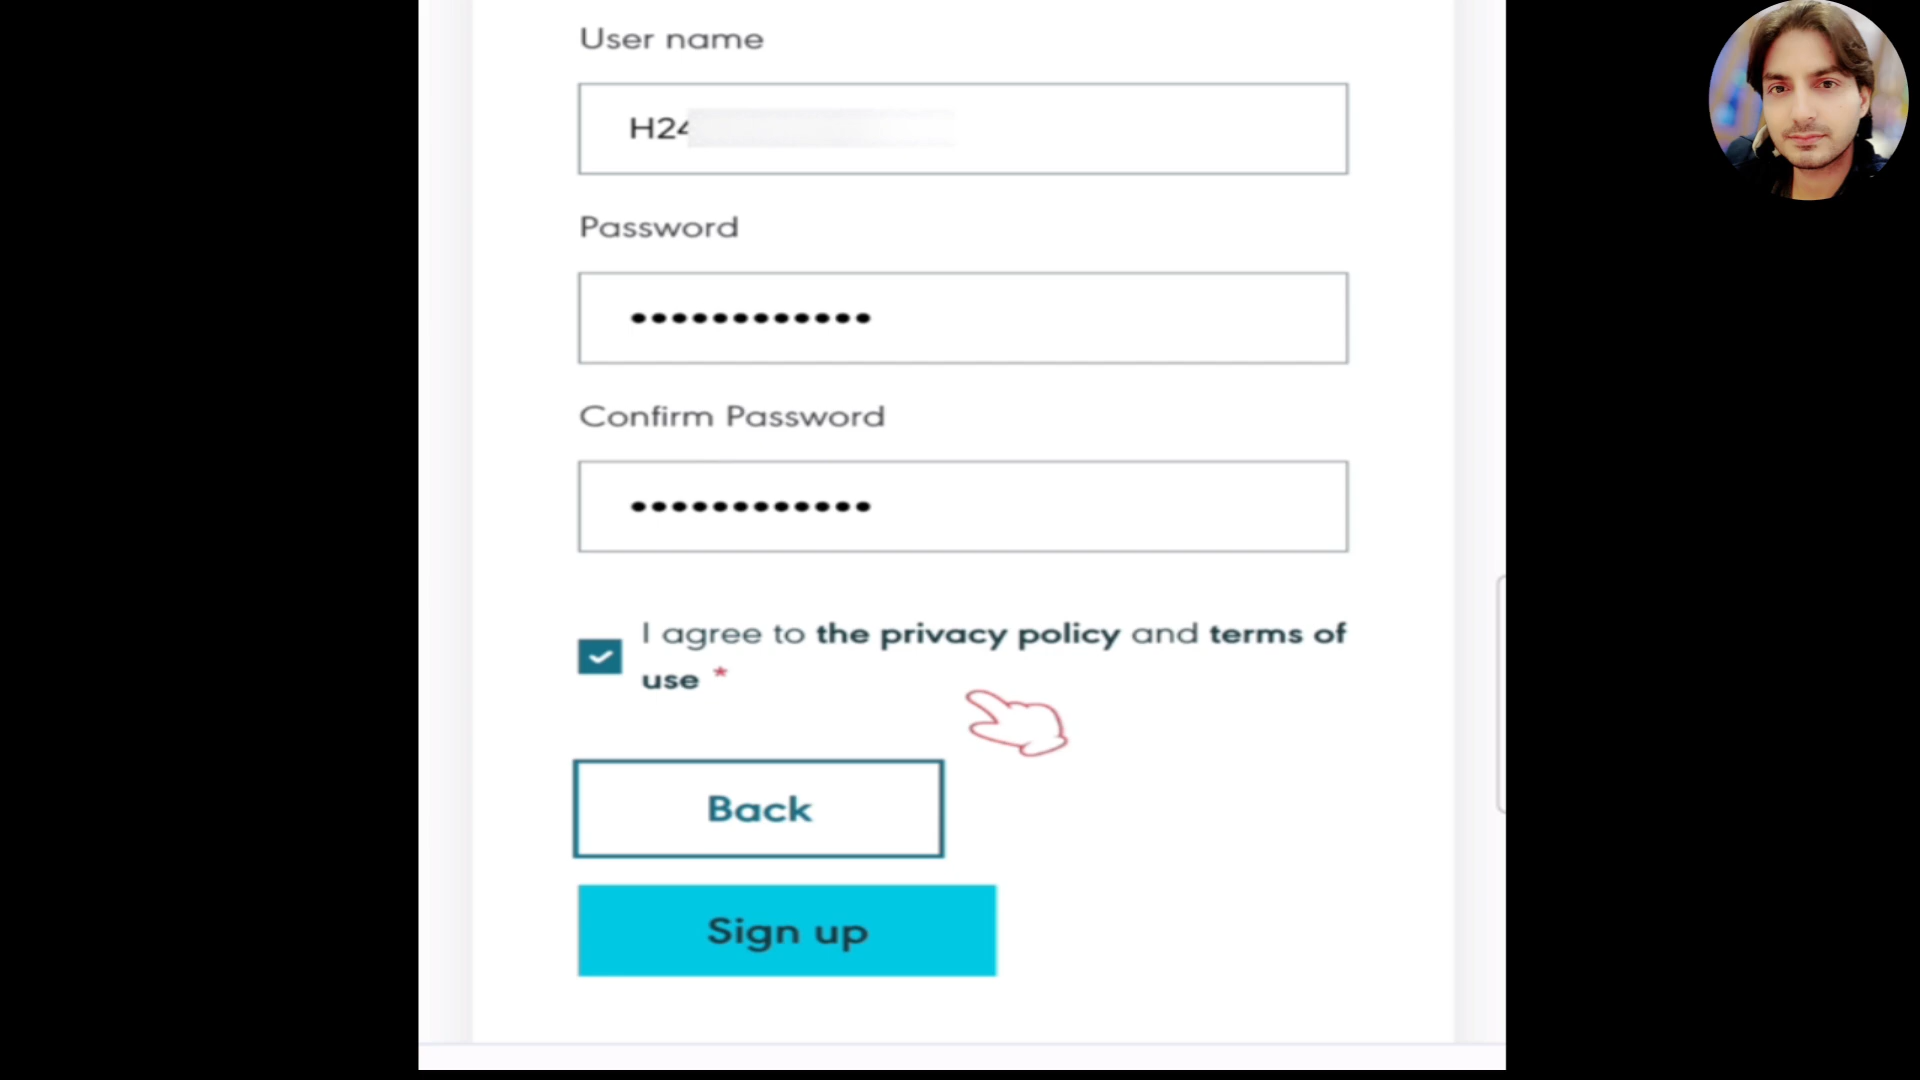 User name
H24
Password
••••••••••••
Confirm Password
••••••••••••
I agree to the privacy policy and terms of
use *
Back
Sign up